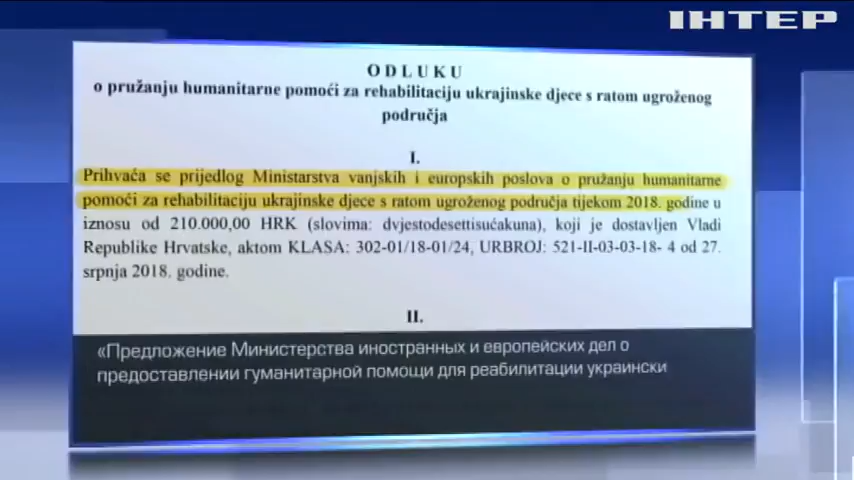 ІНТЕР
ODLUKU
o pružanju humanitarne pomoći za rehabilitaciju ukrajinske djece s ratom ugroženog
područja
I.
Prihvaća se prijedlog Ministarstva vanjskih i europskih poslova o pružanju humanitarne
pomoći za rehabilitaciju ukrajinske djece s ratom ugroženog područja tijekom 2018. godine u
iznosu od 210.000,00 HRK (slovima: dvjestodesettisućakuna), koji je dostavljen Vladi
Republike Hrvatske, aktom KLASA: 302-01/18-01/24, URBROJ: 521-II-03-03-18- 4 od 27.
srpnja 2018. godine.
II.
«Предложение Министерства иностранных и европейских дел о
предоставлении гуманитарной помощи для реабилитации украински